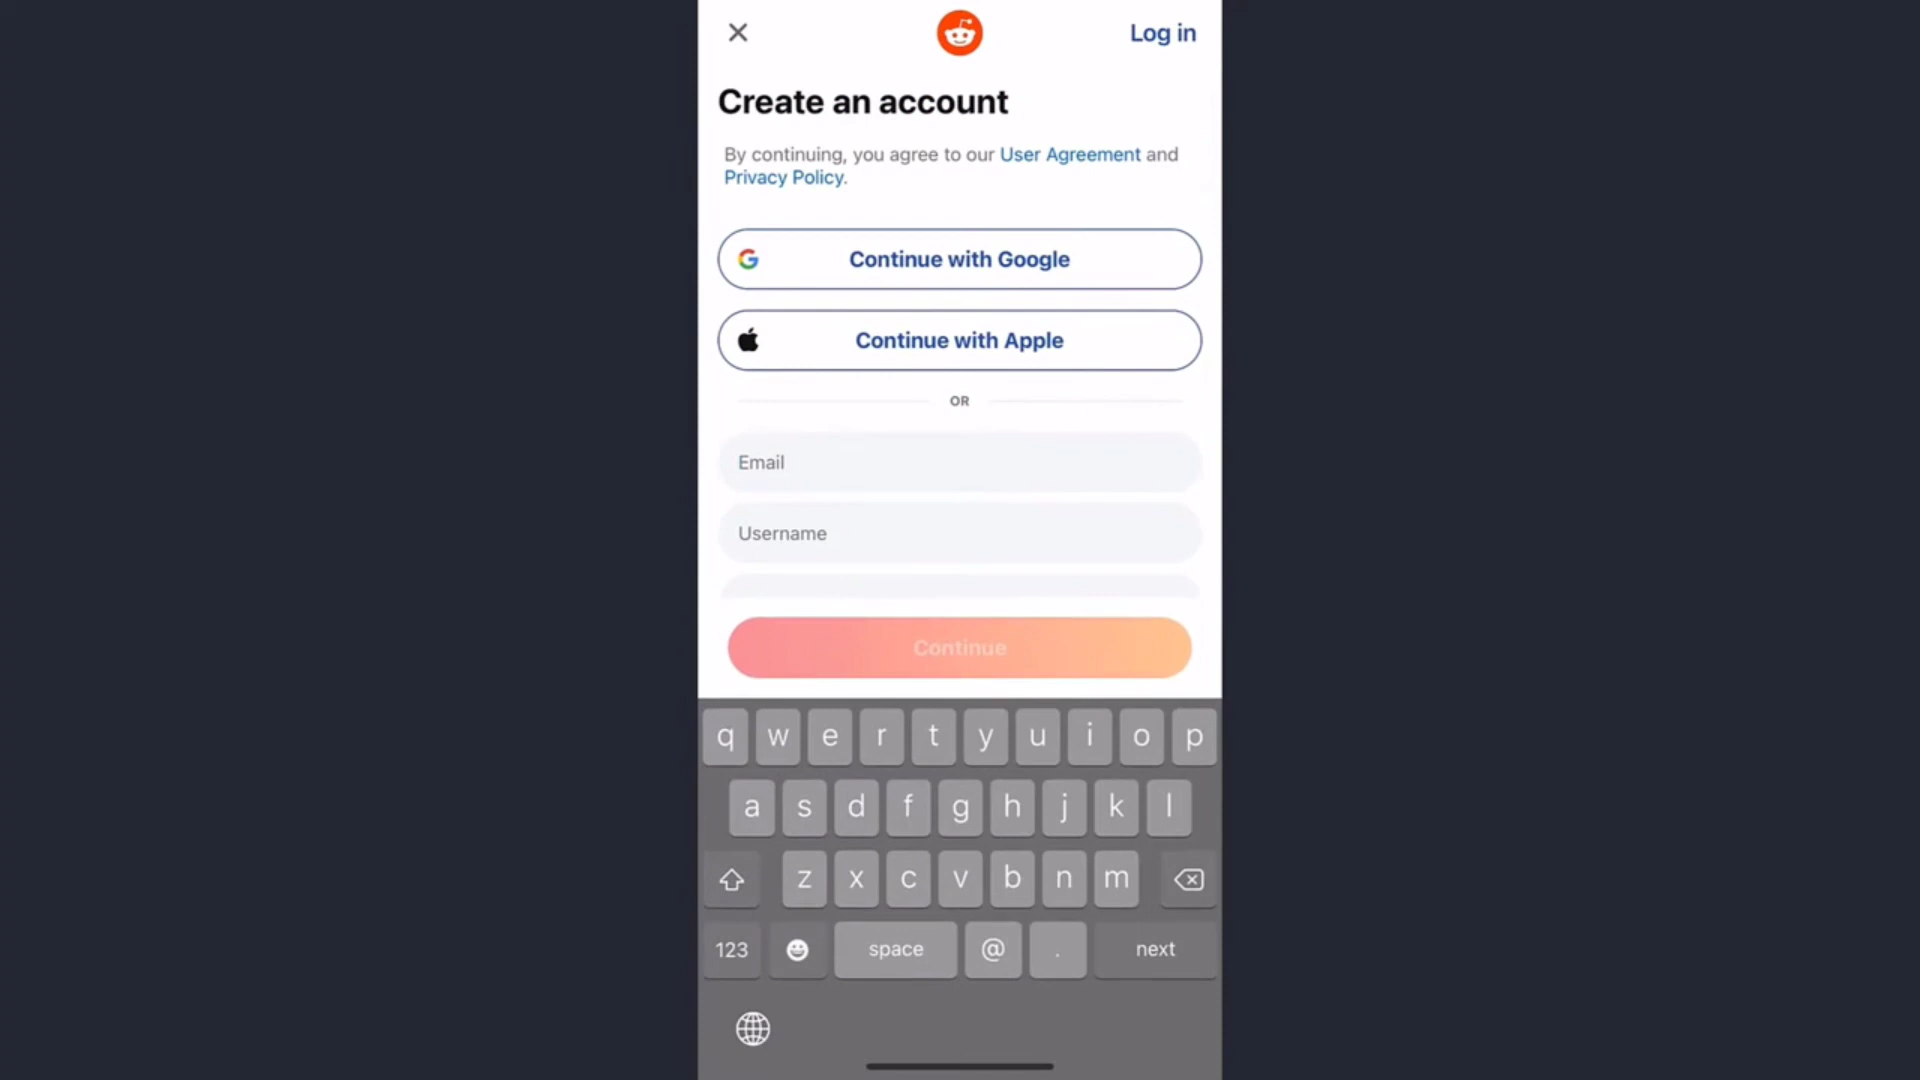 Log in
Create an account
By continuing, you agree to our User Agreement and
Privacy Policy.
Continue with Google
Continue with Apple
OR
Email
Username
Continue
q w e r t y u i o p
a s d f g h j k l
z x c v b n m
123 space @ . next